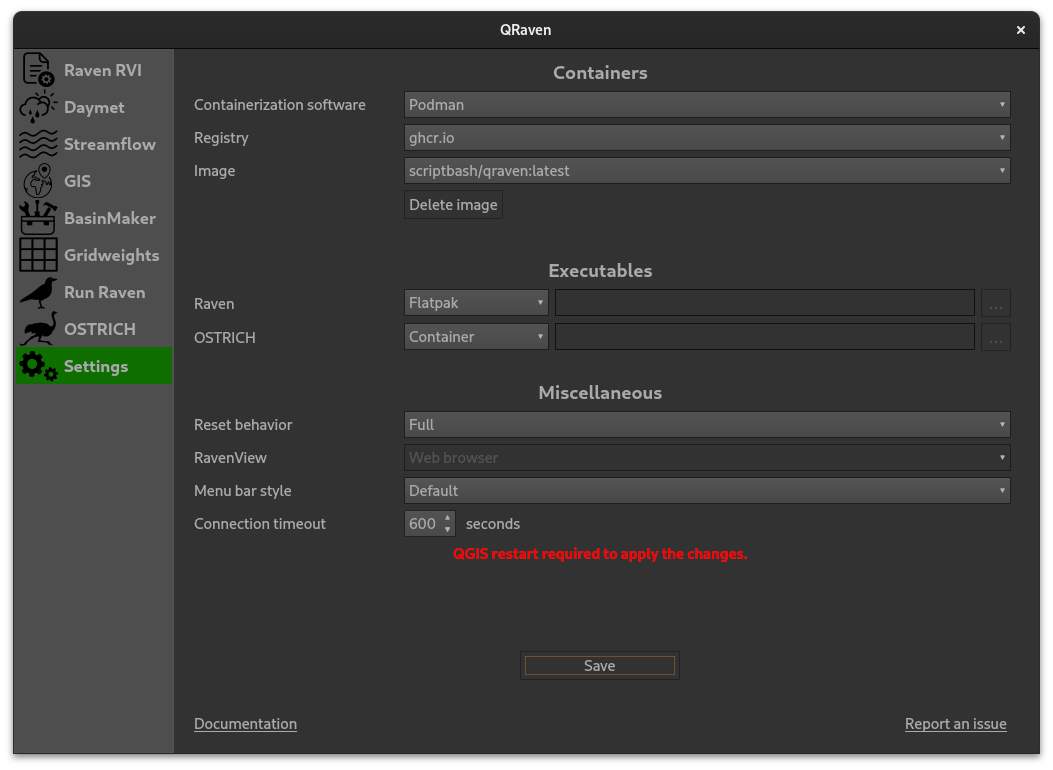 QRaven
×
Raven RVI
Daymet
Streamflow
GIS
BasinMaker
Gridweights
Run Raven
OSTRICH
Settings
Containers
Containerization software Podman
Registry ghcr.io
Image scriptbash/qraven:latest
Delete image
Executables
Raven Flatpak ...
OSTRICH Container ...
Miscellaneous
Reset behavior Full
RavenView Web browser
Menu bar style Default
Connection timeout 600 seconds
QGIS restart required to apply the changes.
Save
Documentation Report an issue